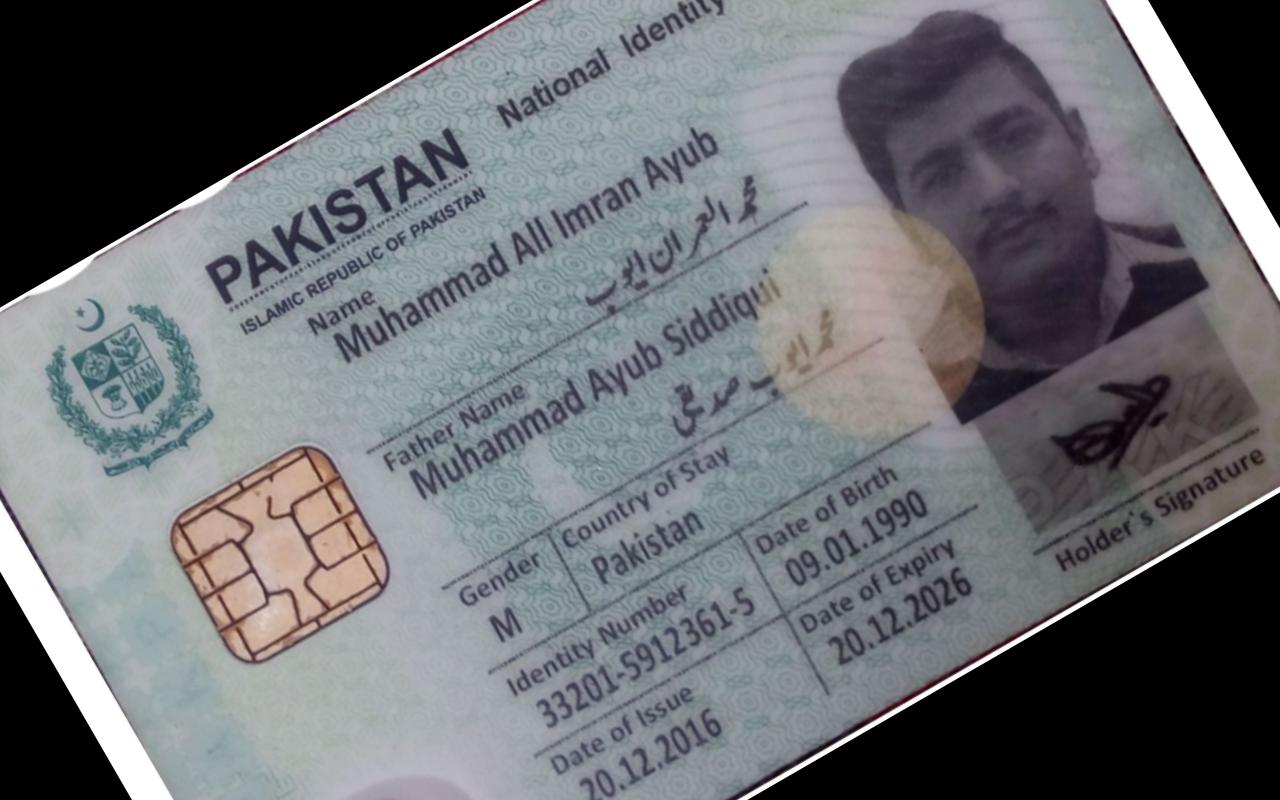 PAKISTAN
National Identity
ISLAMIC REPUBLIC OF PAKISTAN
Name
Muhammad All Imran Ayub
محمد العمران ایوب
Father Name
Muhammad Ayub Siddiqui
محمد ایوب صدیقی
Gender
Country of Stay
M
Pakistan
Identity Number
Date of Birth
33201-5912361-5
09.01.1990
Date of Issue
Date of Expiry
20.12.2016
20.12.2026
Holder's Signature